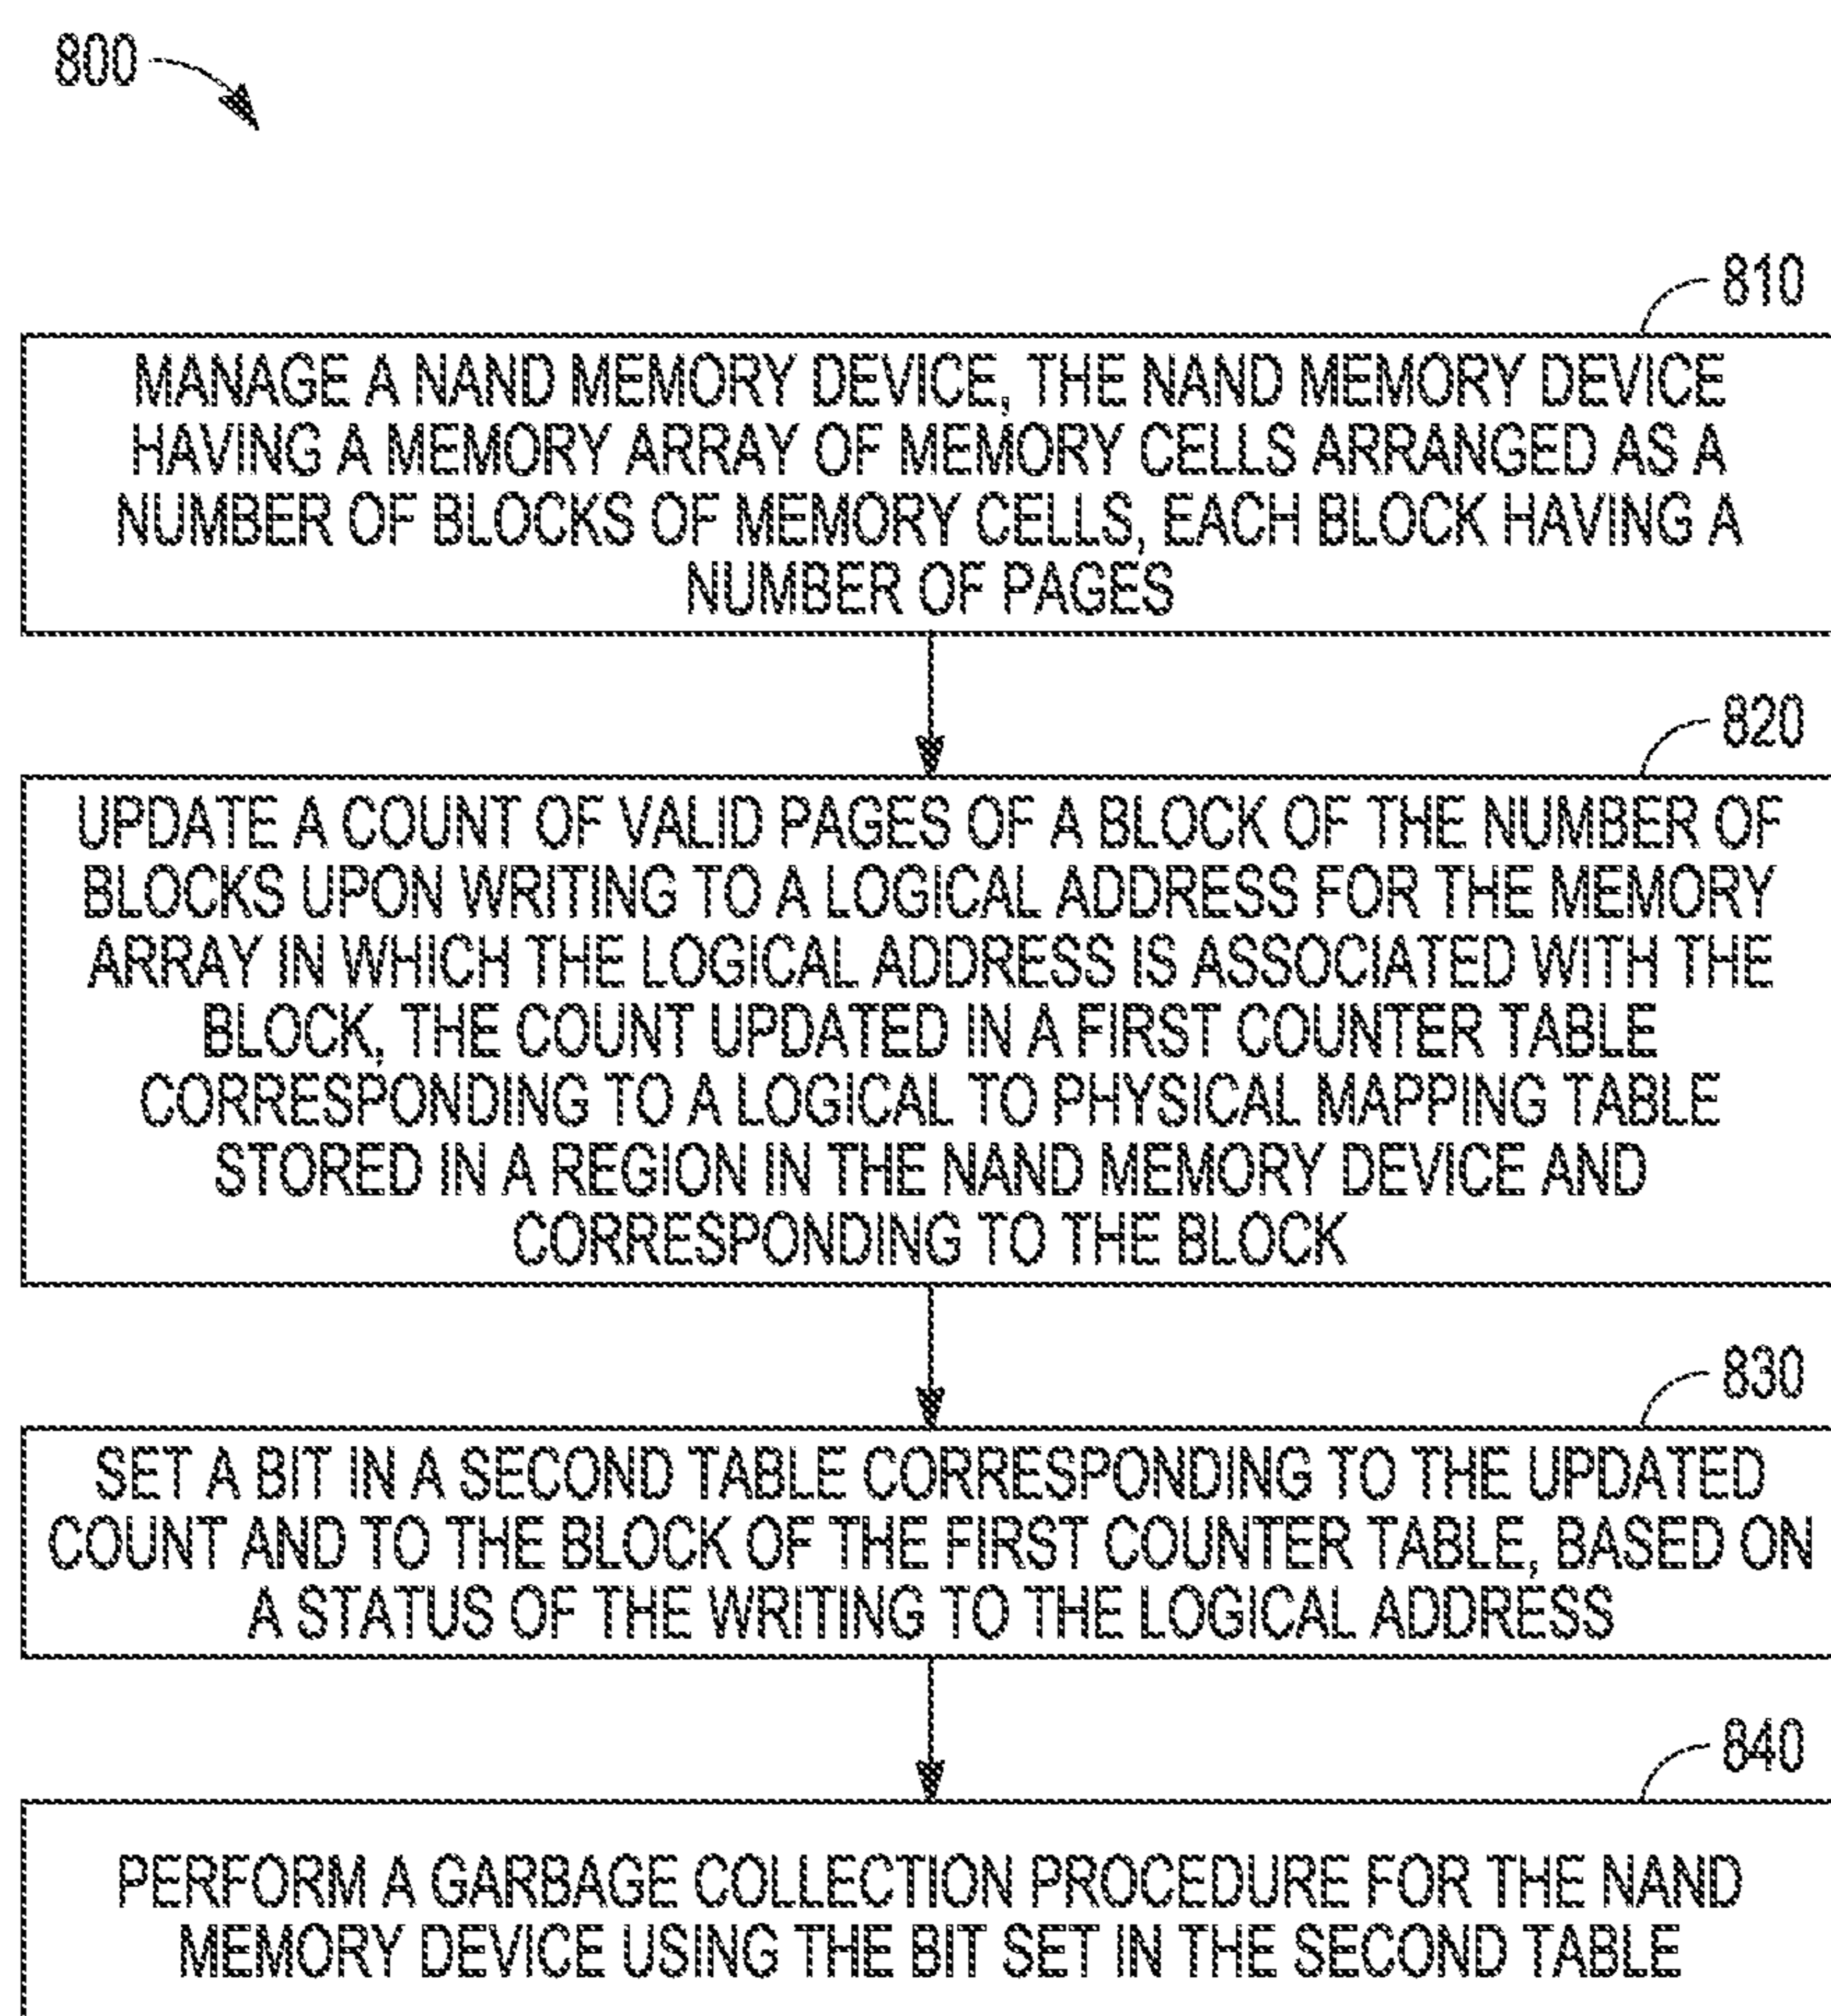 800
810
MANAGE A NAND MEMORY DEVICE, THE NAND MEMORY DEVICE
HAVING A MEMORY ARRAY OF MEMORY CELLS ARRANGED AS A
NUMBER OF BLOCKS OF MEMORY CELLS, EACH BLOCK HAVING A
NUMBER OF PAGES
820
UPDATE A COUNT OF VALID PAGES OF A BLOCK OF THE NUMBER OF
BLOCKS UPON WRITING TO A LOGICAL ADDRESS FOR THE MEMORY
ARRAY IN WHICH THE LOGICAL ADDRESS IS ASSOCIATED WITH THE
BLOCK, THE COUNT UPDATED IN A FIRST COUNTER TABLE
CORRESPONDING TO A LOGICAL TO PHYSICAL MAPPING TABLE
STORED IN A REGION IN THE NAND MEMORY DEVICE AND
CORRESPONDING TO THE BLOCK
830
SET A BIT IN A SECOND TABLE CORRESPONDING TO THE UPDATED
COUNT AND TO THE BLOCK OF THE FIRST COUNTER TABLE, BASED ON
A STATUS OF THE WRITING TO THE LOGICAL ADDRESS
840
PERFORM A GARBAGE COLLECTION PROCEDURE FOR THE NAND
MEMORY DEVICE USING THE BIT SET IN THE SECOND TABLE